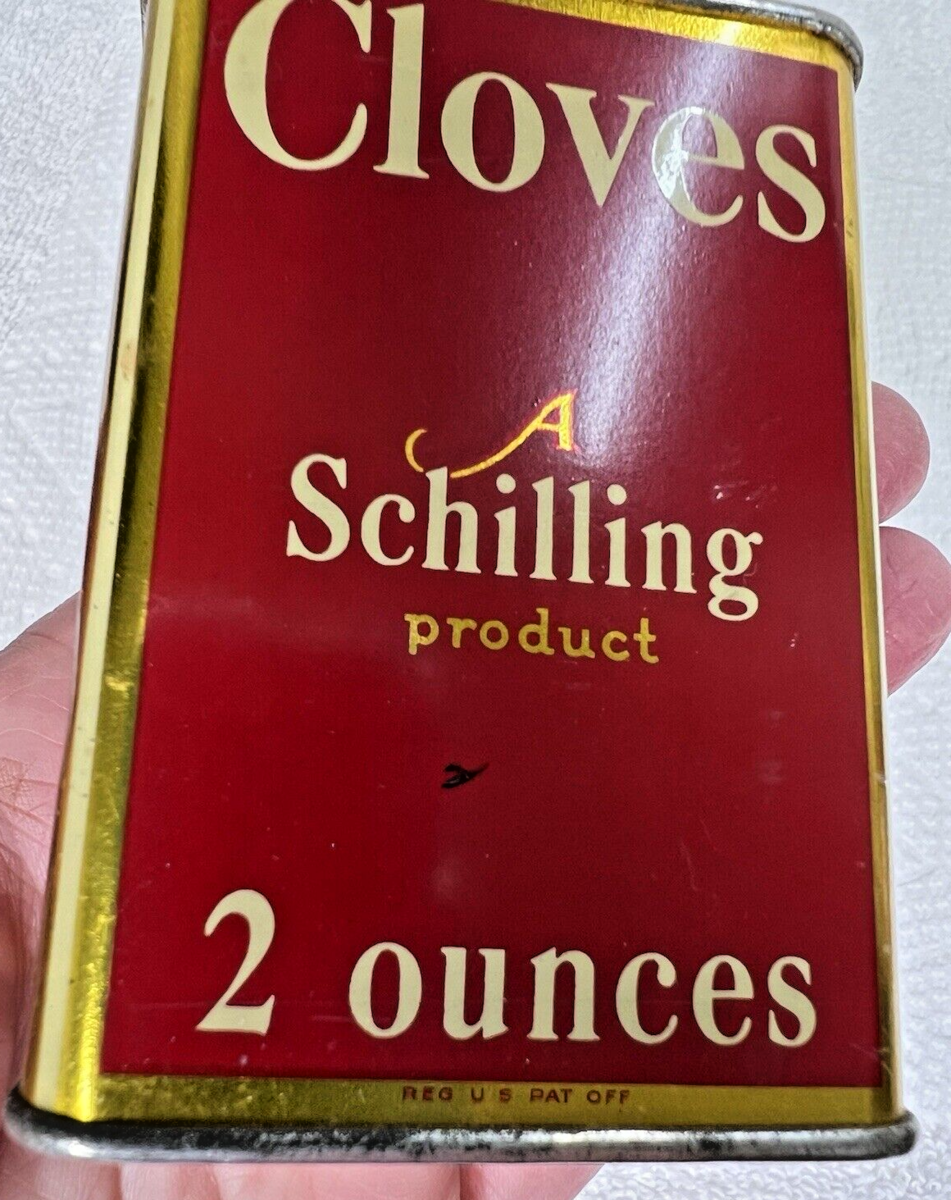 Cloves
A
Schilling
product
2 ounces
REG U S PAT OFF